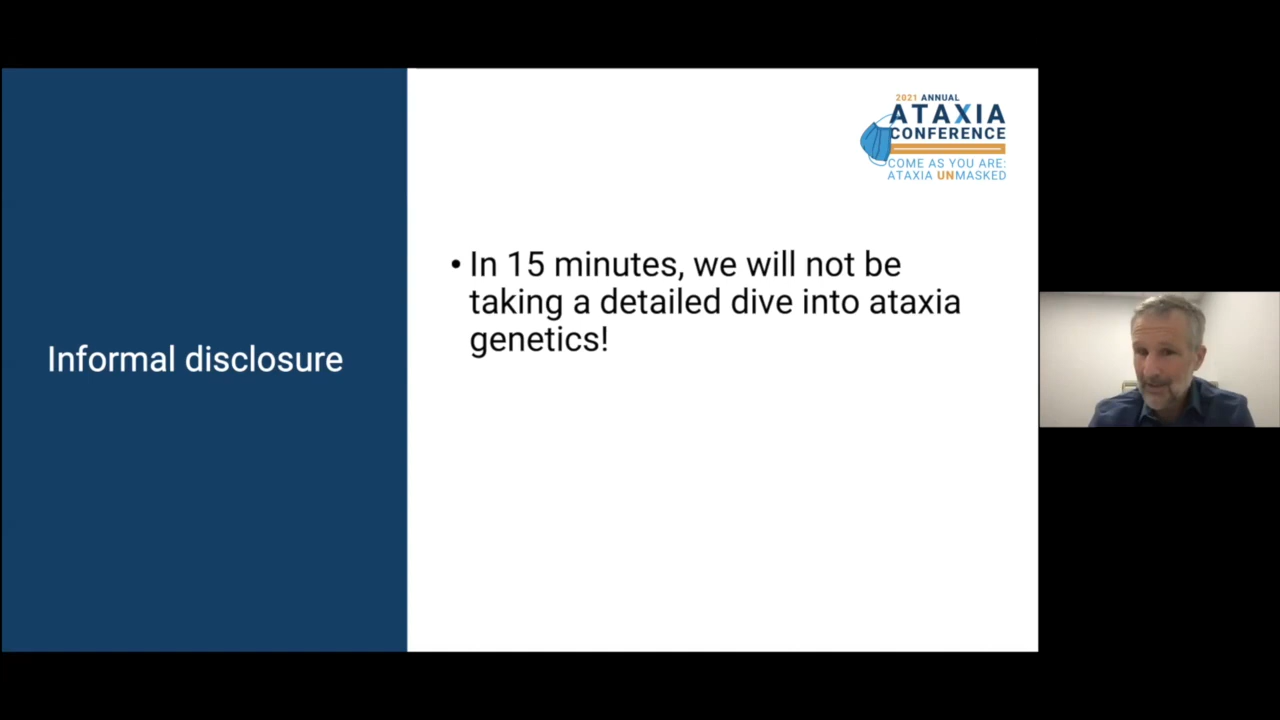 2021 ANNUAL
ATAXIA
CONFERENCE
COME AS YOU ARE:
ATAXIA UNMASKED
Informal disclosure
• In 15 minutes, we will not be
taking a detailed dive into ataxia
genetics!